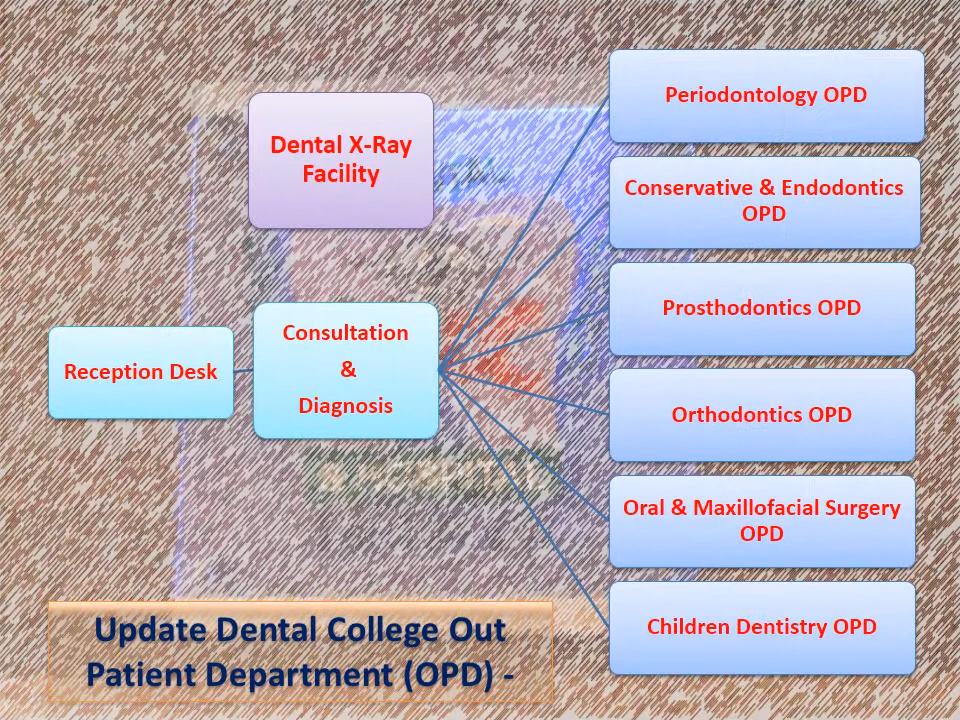 Dental X-Ray
Facility
Reception Desk
Consultation
&
Diagnosis
Periodontology OPD
Conservative & Endodontics
OPD
Prosthodontics OPD
Orthodontics OPD
Oral & Maxillofacial Surgery
OPD
Children Dentistry OPD
Update Dental College Out
Patient Department (OPD) -